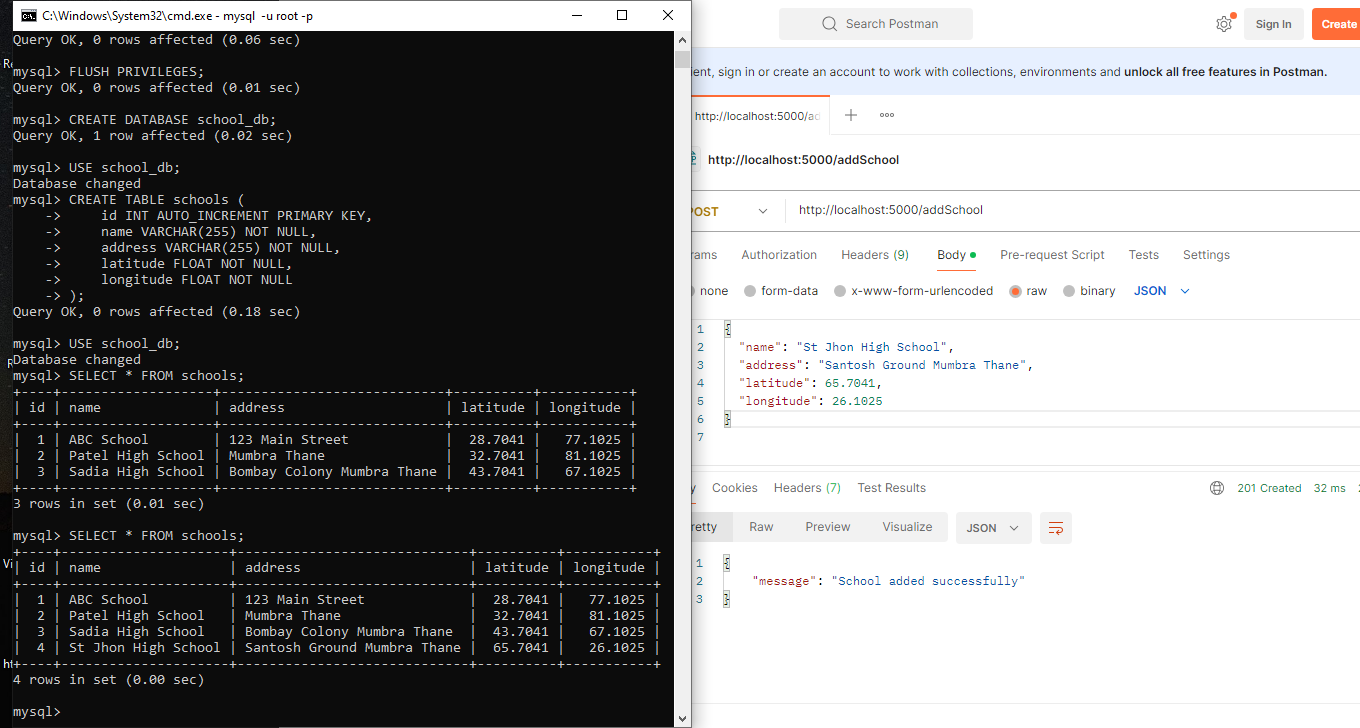 C:\Windows\System32\cmd.exe - mysql -u root -p
Query OK, 0 rows affected (0.06 sec)
mysql> FLUSH PRIVILEGES;
Query OK, 0 rows affected (0.01 sec)
mysql> CREATE DATABASE school_db;
Query OK, 1 row affected (0.02 sec)
mysql> USE school_db;
Database changed
mysql> CREATE TABLE schools (
    ->     id INT AUTO_INCREMENT PRIMARY KEY,
    ->     name VARCHAR(255) NOT NULL,
    ->     address VARCHAR(255) NOT NULL,
    ->     latitude FLOAT NOT NULL,
    ->     longitude FLOAT NOT NULL
    -> );
Query OK, 0 rows affected (0.18 sec)
mysql> USE school_db;
Database changed
mysql> SELECT * FROM schools;
+----+-------------------+----------------------------+----------+-----------+
| id | name              | address                    | latitude | longitude |
+----+-------------------+----------------------------+----------+-----------+
|  1 | ABC School        | 123 Main Street            |  28.7041 |   77.1025 |
|  2 | Patel High School | Mumbra Thane               |  32.7041 |   81.1025 |
|  3 | Sadia High School | Bombay Colony Mumbra Thane |  43.7041 |   67.1025 |
+----+-------------------+----------------------------+----------+-----------+
3 rows in set (0.01 sec)
mysql> SELECT * FROM schools;
+----+---------------------+-----------------------------+----------+-----------+
| id | name                | address                     | latitude | longitude |
+----+---------------------+-----------------------------+----------+-----------+
|  1 | ABC School          | 123 Main Street             |  28.7041 |   77.1025 |
|  2 | Patel High School   | Mumbra Thane                |  32.7041 |   81.1025 |
|  3 | Sadia High School   | Bombay Colony Mumbra Thane  |  43.7041 |   67.1025 |
|  4 | St Jhon High School | Santosh Ground Mumbra Thane |  65.7041 |   26.1025 |
+----+---------------------+-----------------------------+----------+-----------+
4 rows in set (0.00 sec)
mysql>
Search Postman
Sign In
Create
ent, sign in or create an account to work with collections, environments and unlock all free features in Postman.
http://localhost:5000/ad
http://localhost:5000/addSchool
POST http://localhost:5000/addSchool
rams Authorization Headers (9) Body Pre-request Script Tests Settings
none form-data x-www-form-urlencoded raw binary JSON
1 {
2 "name": "St Jhon High School",
3 "address": "Santosh Ground Mumbra Thane",
4 "latitude": 65.7041,
5 "longitude": 26.1025
6 }
7
y Cookies Headers (7) Test Results 201 Created 32 ms
retty Raw Preview Visualize JSON
1 {
2 "message": "School added successfully"
3 }